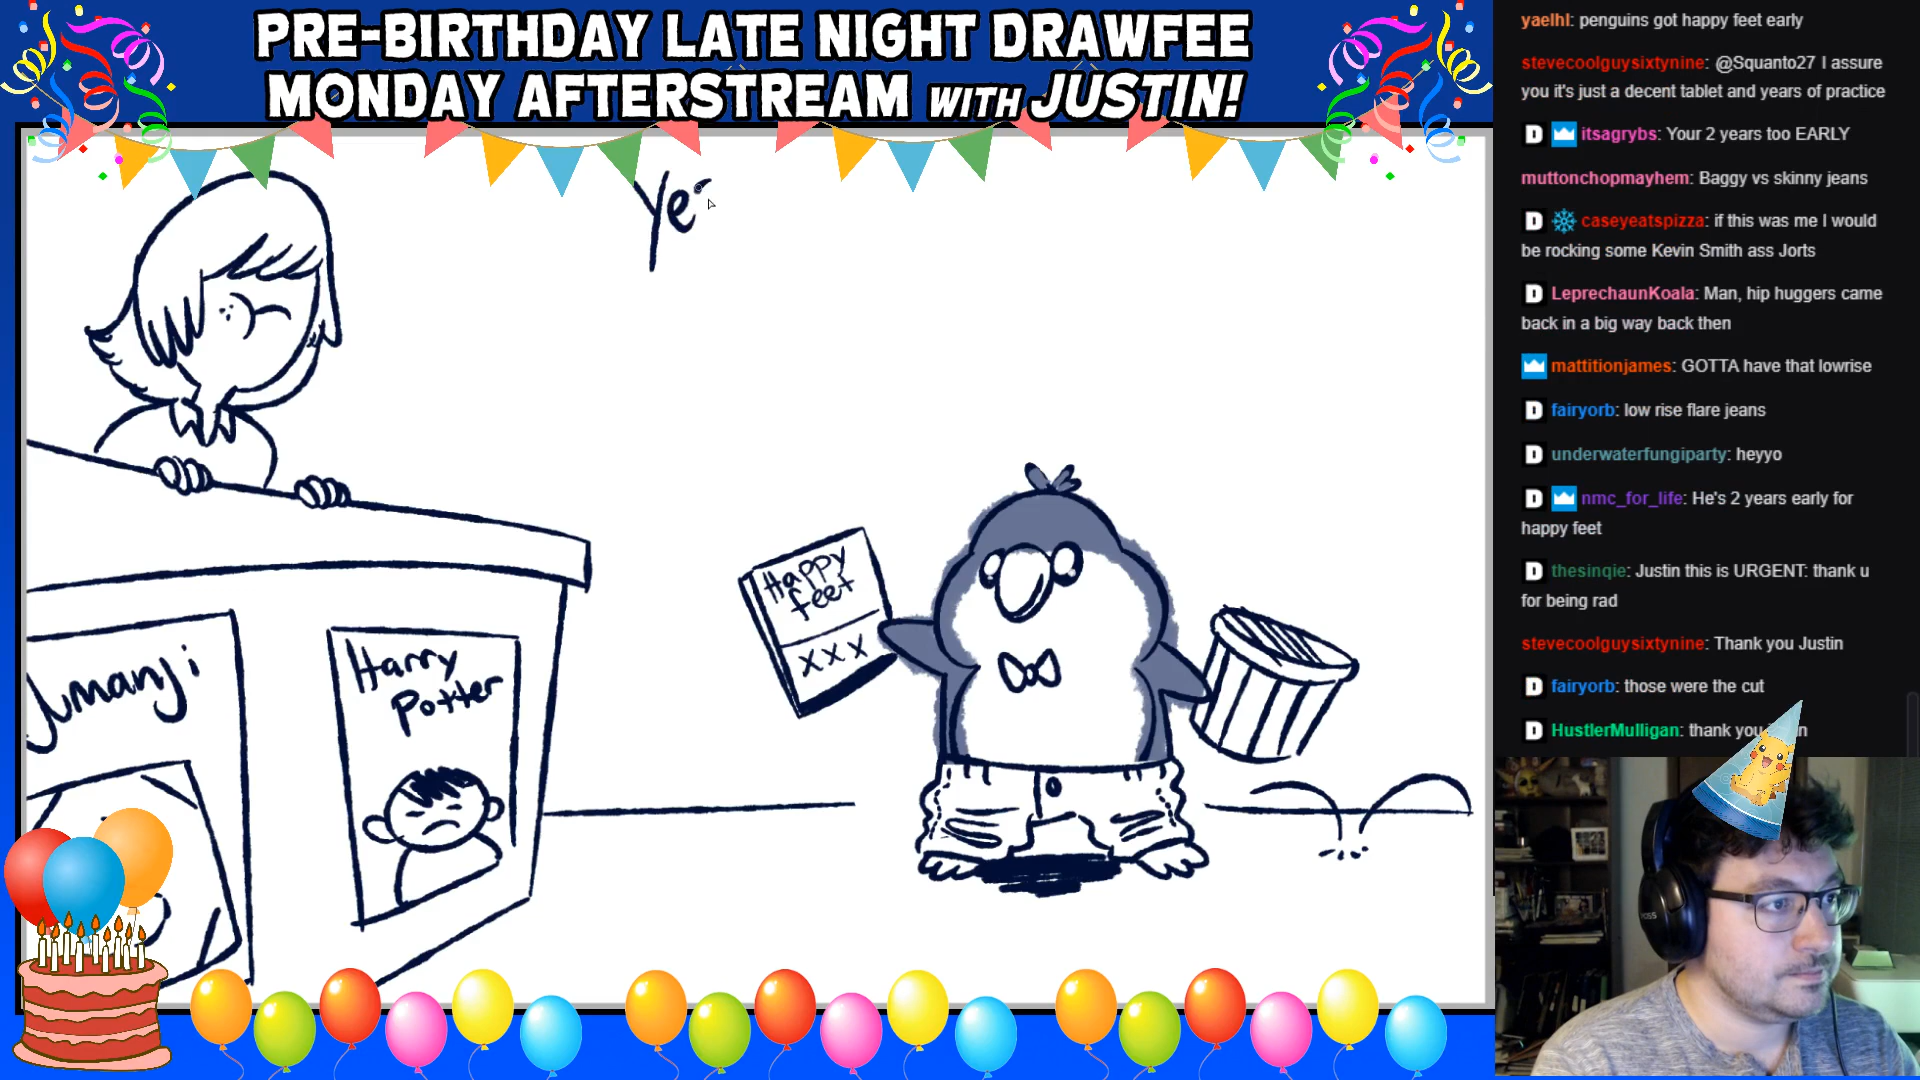 PRE-BIRTHDAY LATE NIGHT DRAWFEE
MONDAY AFTERSTREAM WITH JUSTIN!
Ye
Happy
feet
XXX
Jumanji
Harry
Potter
yaelhl: penguins got happy feet early
stevecoolguysixtynine: @Squanto27 I assure
you it's just a decent tablet and years of practice
D itsagrybs: Your 2 years too EARLY
muttonchopmayhem: Baggy vs skinny jeans
D caseyeatspizza: if this was me I would
be rocking some Kevin Smith ass Jorts
D LeprechaunKoala: Man, hip huggers came
back in a big way back then
mattitionjames: GOTTA have that lowrise
D fairyorb: low rise flare jeans
D underwaterfungiparty: heyyo
D nmc_for_life: He's 2 years early for
happy feet
D thesinqie: Justin this is URGENT: thank u
for being rad
stevecoolguysixtynine: Thank you Justin
D fairyorb: those were the cut
D HustlerMulligan: thank you